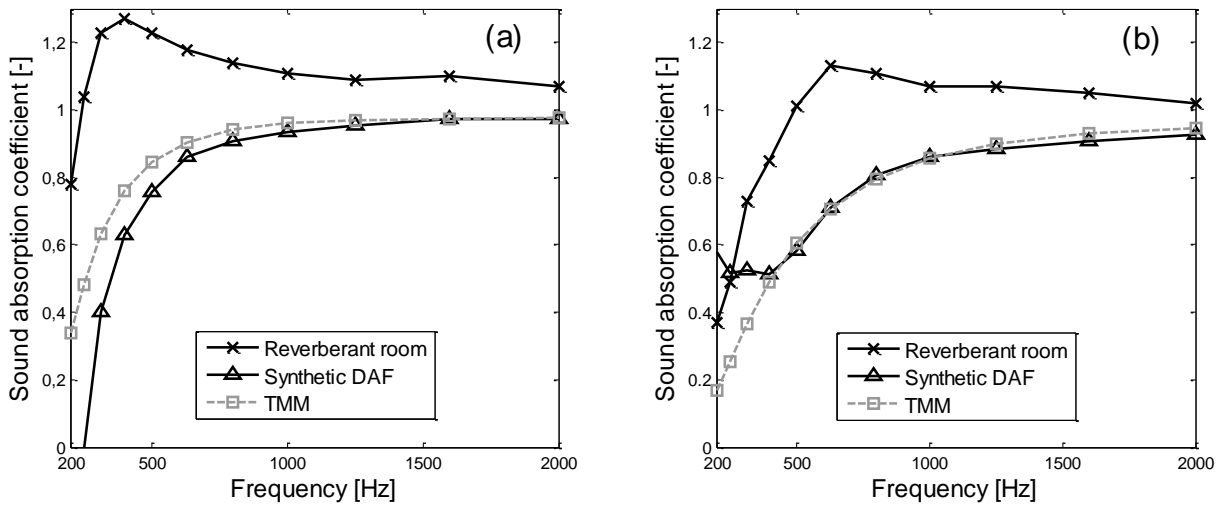 (a)
Sound absorption coefficient [-]
1,2
1
0,8
0,6
0,4
0,2
0
Reverberant room
Synthetic DAF
TMM
200 500 1000 1500 2000
Frequency [Hz]
(b)
Sound absorption coefficient [-]
1.2
1
0.8
0.6
0.4
0.2
0
Reverberant room
Synthetic DAF
TMM
200 500 1000 1500 2000
Frequency [Hz]